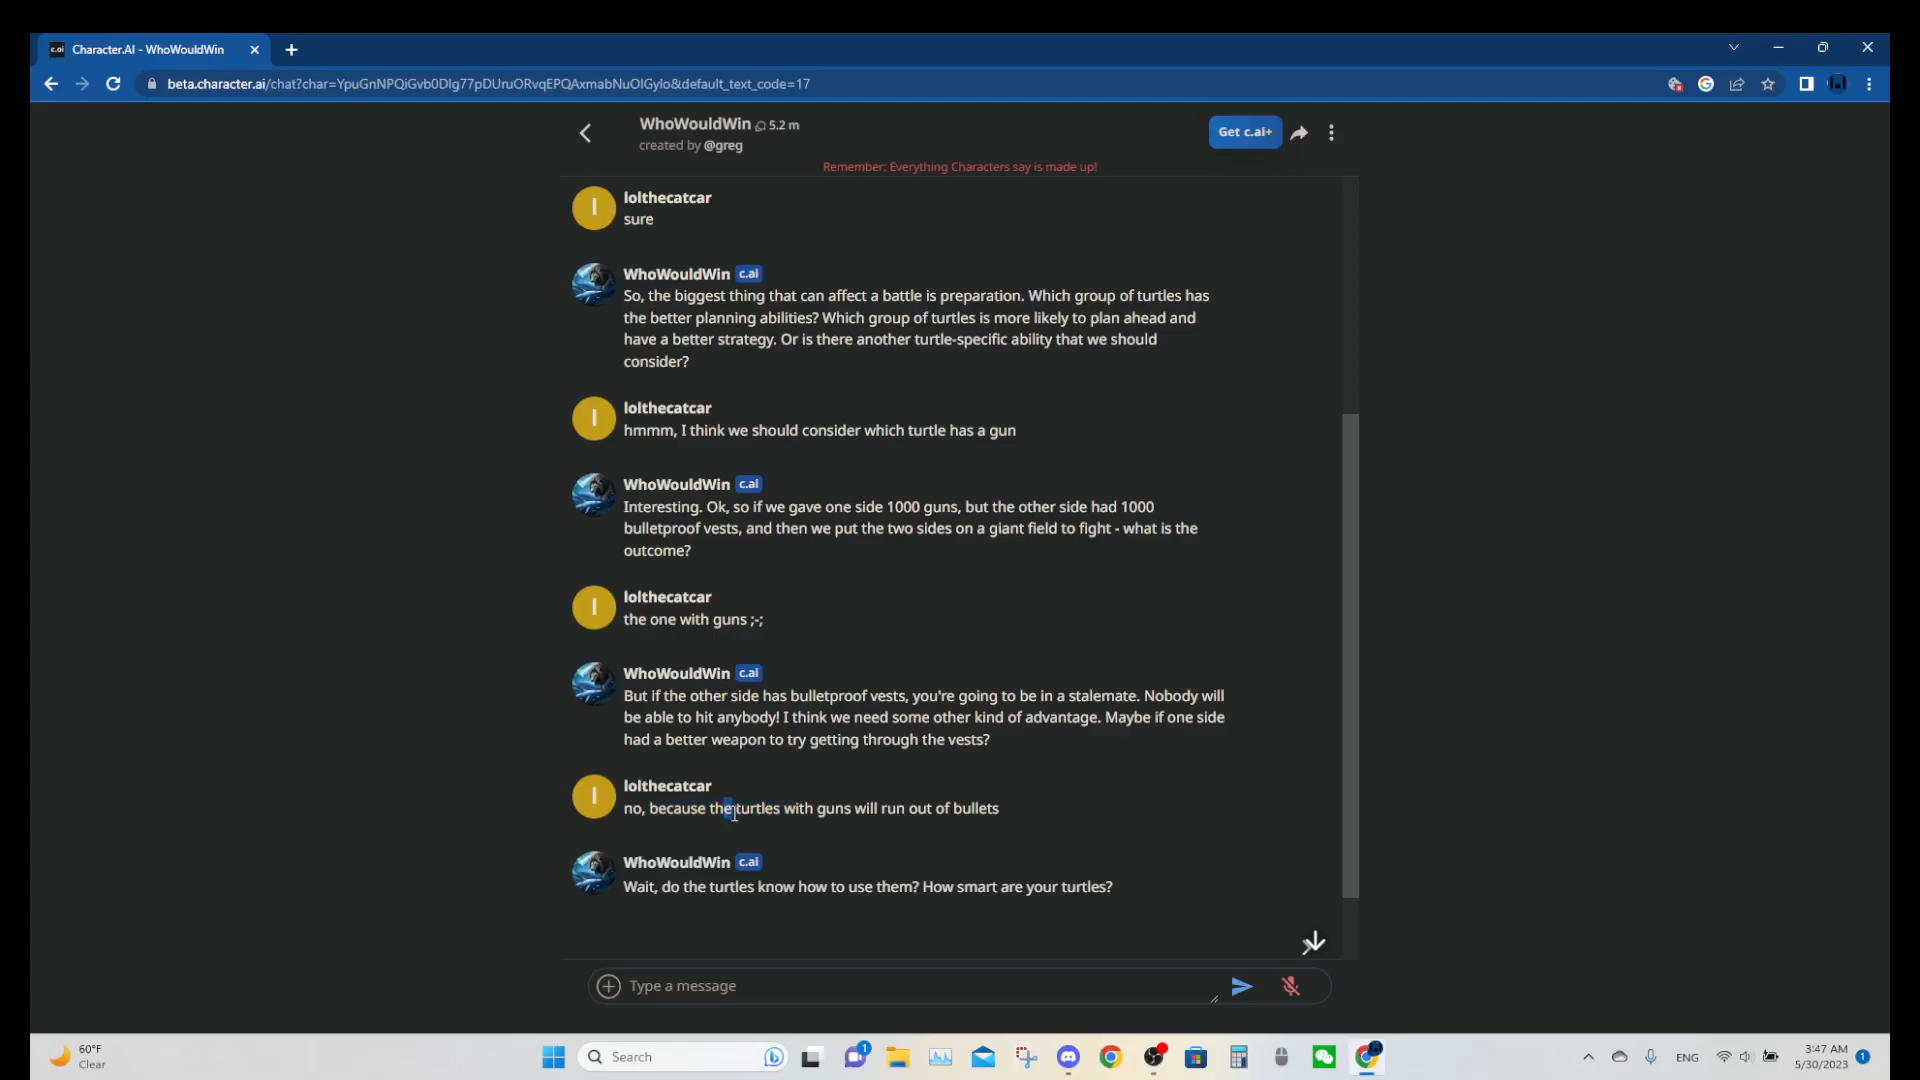 c.ai Character.AI - WhoWouldWin
beta.character.ai/chat?char=YpuGnNPQiGvb0Dlg77pDUruORvqEPQAxmabNuOlGylo&default_text_code=17
WhoWouldWin 5.2 m
created by @greg
Get c.ai+
Remember: Everything Characters say is made up!
l
lolthecatcar
sure
WhoWouldWin c.ai
So, the biggest thing that can affect a battle is preparation. Which group of turtles has
the better planning abilities? Which group of turtles is more likely to plan ahead and
have a better strategy. Or is there another turtle-specific ability that we should
consider?
l
lolthecatcar
hmmm, I think we should consider which turtle has a gun
WhoWouldWin c.ai
Interesting. Ok, so if we gave one side 1000 guns, but the other side had 1000
bulletproof vests, and then we put the two sides on a giant field to fight - what is the
outcome?
l
lolthecatcar
the one with guns ;-;
WhoWouldWin c.ai
But if the other side has bulletproof vests, you're going to be in a stalemate. Nobody will
be able to hit anybody! I think we need some other kind of advantage. Maybe if one side
had a better weapon to try getting through the vests?
l
lolthecatcar
no, because the turtles with guns will run out of bullets
WhoWouldWin c.ai
Wait, do the turtles know how to use them? How smart are your turtles?
Type a message
60°F
Clear
Search
1
ENG
3:47 AM
5/30/2023
1